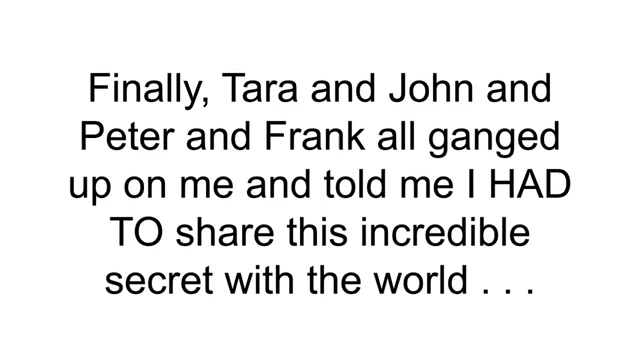 Finally, Tara and John and
Peter and Frank all ganged
up on me and told me I HAD
TO share this incredible
secret with the world . . .